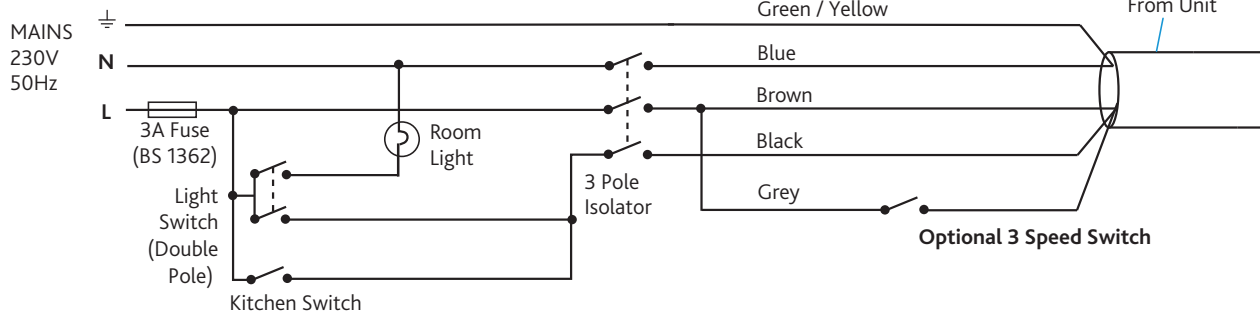 Green / Yellow
From Unit
MAINS
230V
50Hz
N
Blue
L
Brown
3A Fuse
(BS 1362)
Room
Light
Black
Light
Switch
(Double
Pole)
3 Pole
Isolator
Grey
Optional 3 Speed Switch
Kitchen Switch